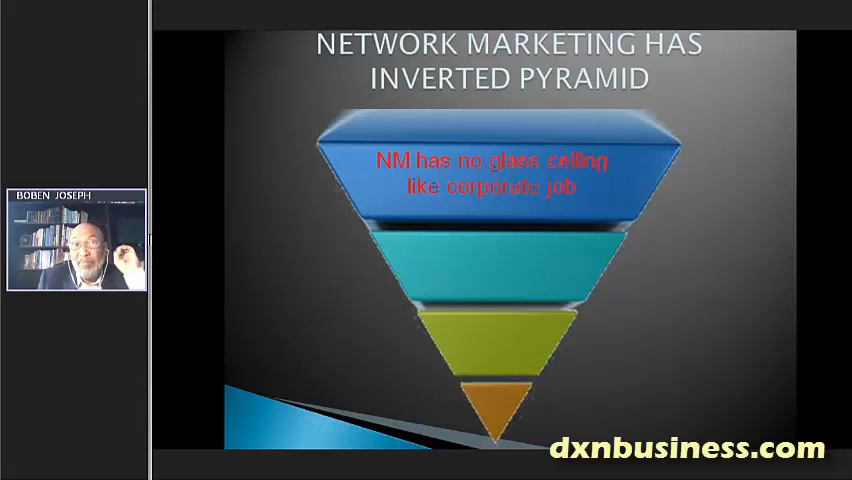 NETWORK MARKETING HAS
INVERTED PYRAMID
NM has no glass ceiling
like corporate job
BOBEN JOSEPH
dxnbusiness.com